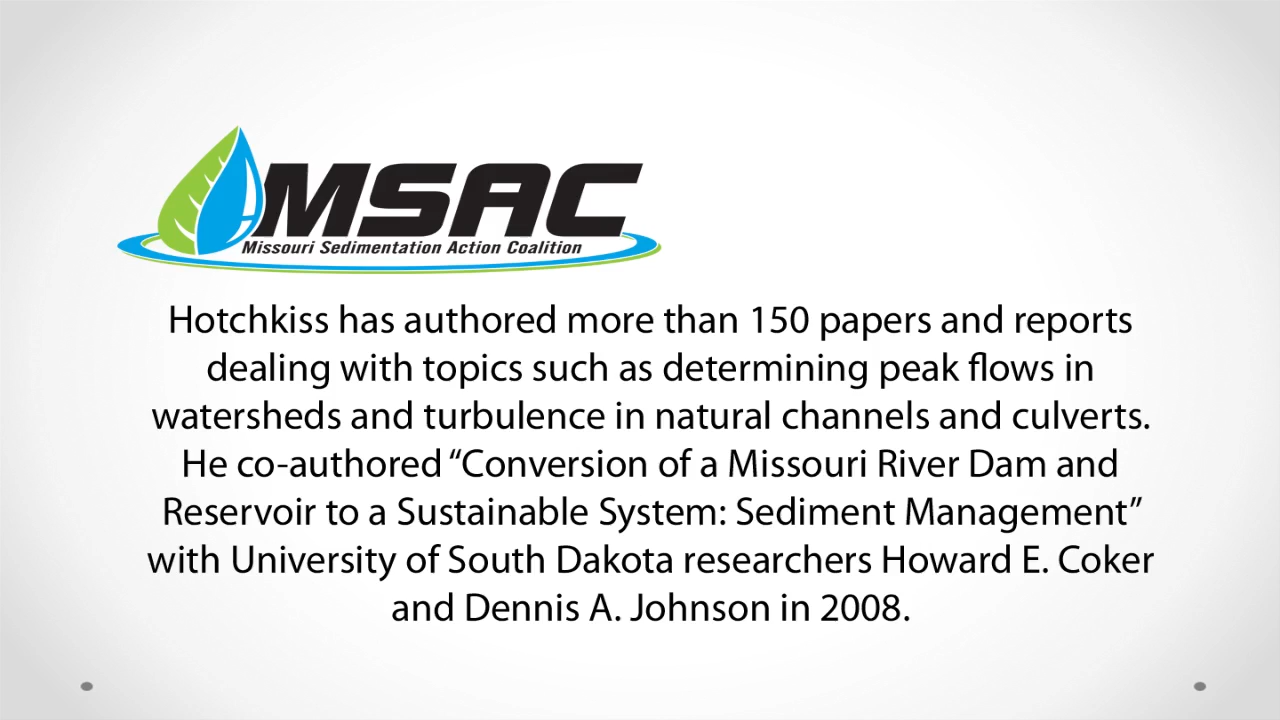 MSAC
Missouri Sedimentation Action Coalition
Hotchkiss has authored more than 150 papers and reports
dealing with topics such as determining peak flows in
watersheds and turbulence in natural channels and culverts.
He co-authored “Conversion of a Missouri River Dam and
Reservoir to a Sustainable System: Sediment Management”
with University of South Dakota researchers Howard E. Coker
and Dennis A. Johnson in 2008.